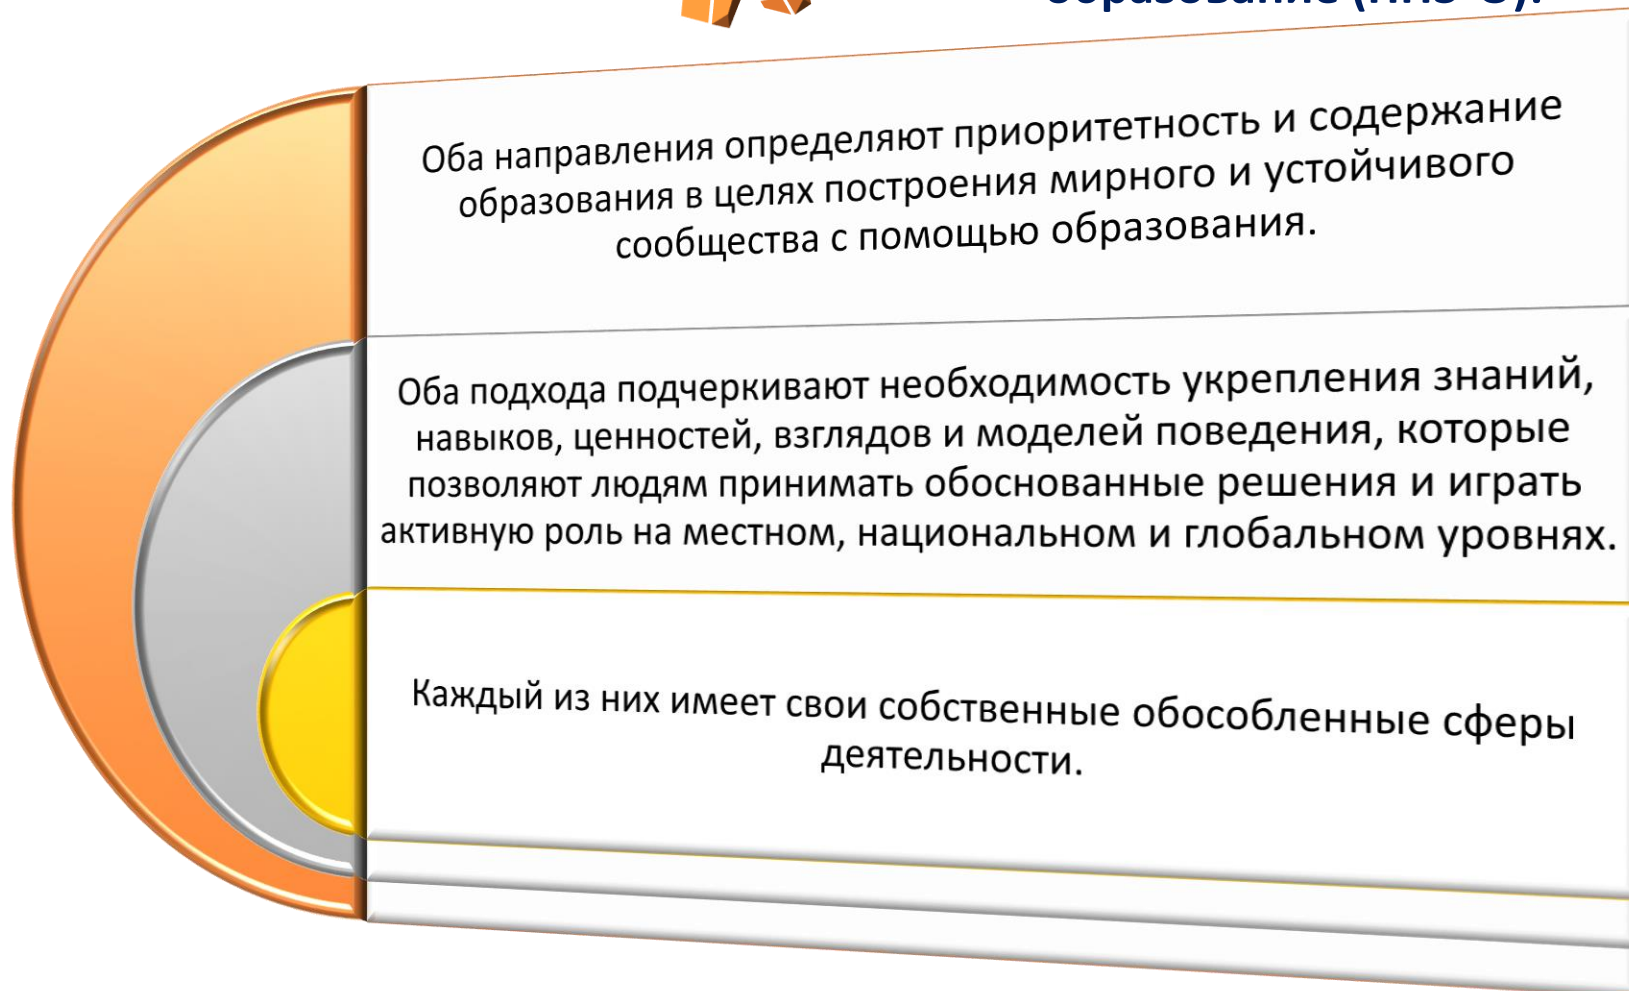 Оба направления определяют приоритетность и содержание
образования в целях построения мирного и устойчивого
сообщества с помощью образования.
Оба подхода подчеркивают необходимость укрепления знаний,
навыков, ценностей, взглядов и моделей поведения, которые
позволяют людям принимать обоснованные решения и играть
активную роль на местном, национальном и глобальном уровнях.
Каждый из них имеет свои собственные обособленные сферы
деятельности.